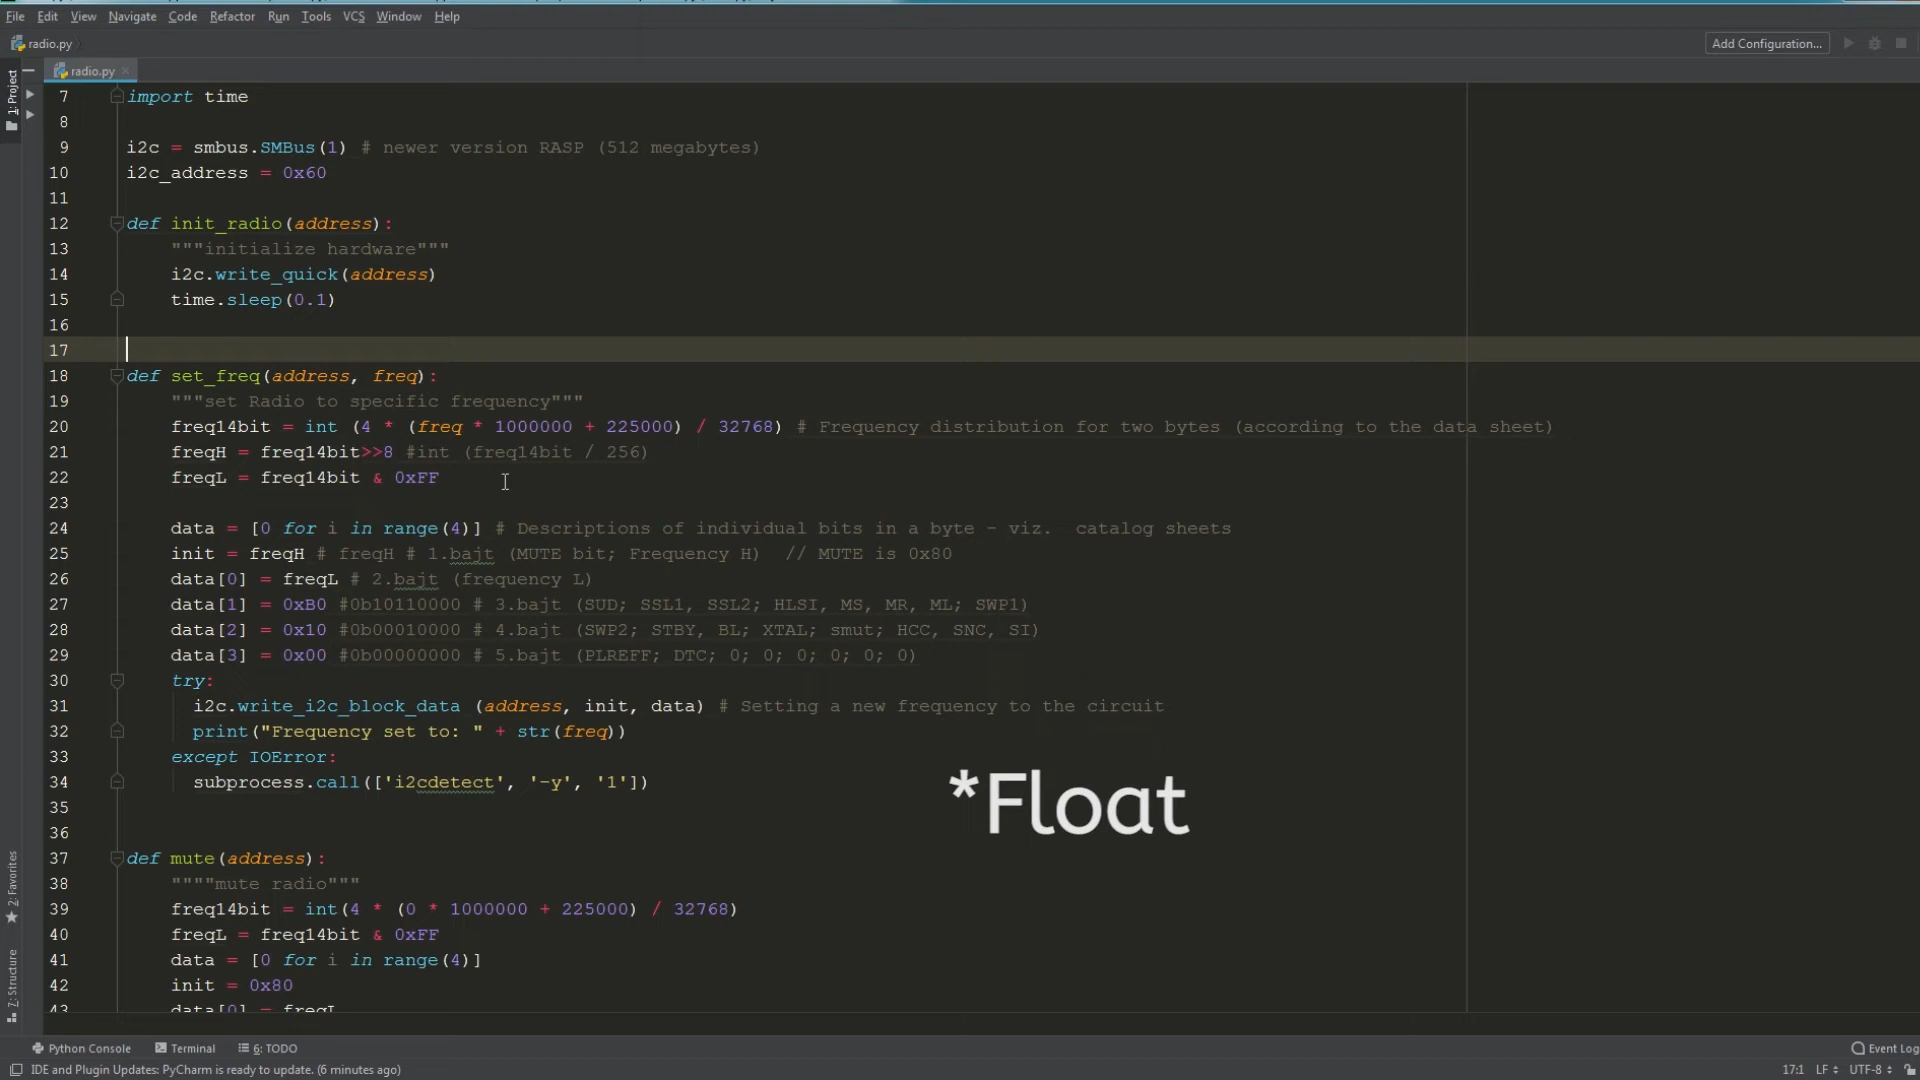 File Edit View Navigate Code Refactor Run Tools VCS Window Help
radio.py
Add Configuration...
1: Project
radio.py
7 import time
8
9 i2c = smbus.SMBus(1) # newer version RASP (512 megabytes)
10 i2c_address = 0x60
11
12 def init_radio(address):
13 """initialize hardware"""
14 i2c.write_quick(address)
15 time.sleep(0.1)
16
17
18 def set_freq(address, freq):
19 """set Radio to specific frequency"""
20 freq14bit = int (4 * (freq * 1000000 + 225000) / 32768) # Frequency distribution for two bytes (according to the data sheet)
21 freqH = freq14bit>>8 #int (freq14bit / 256)
22 freqL = freq14bit & 0xFF
23
24 data = [0 for i in range(4)] # Descriptions of individual bits in a byte - viz.  catalog sheets
25 init = freqH # freqH # 1.bajt (MUTE bit; Frequency H)  // MUTE is 0x80
26 data[0] = freqL # 2.bajt (frequency L)
27 data[1] = 0xB0 #0b10110000 # 3.bajt (SUD; SSL1, SSL2; HLSI, MS, MR, ML; SWP1)
28 data[2] = 0x10 #0b00010000 # 4.bajt (SWP2; STBY, BL; XTAL; smut; HCC, SNC, SI)
29 data[3] = 0x00 #0b00000000 # 5.bajt (PLREFF; DTC; 0; 0; 0; 0; 0; 0)
30 try:
31 i2c.write_i2c_block_data (address, init, data) # Setting a new frequency to the circuit
32 print("Frequency set to: " + str(freq))
33 except IOError:
34 subprocess.call(['i2cdetect', '-y', '1'])
*Float
35
36
37 def mute(address):
38 """"mute radio"""
39 freq14bit = int(4 * (0 * 1000000 + 225000) / 32768)
40 freqL = freq14bit & 0xFF
41 data = [0 for i in range(4)]
42 init = 0x80
43 data[0] = freqL
2: Favorites
7: Structure
Python Console Terminal 6: TODO Event Log
IDE and Plugin Updates: PyCharm is ready to update. (6 minutes ago) 17:1 LF UTF-8